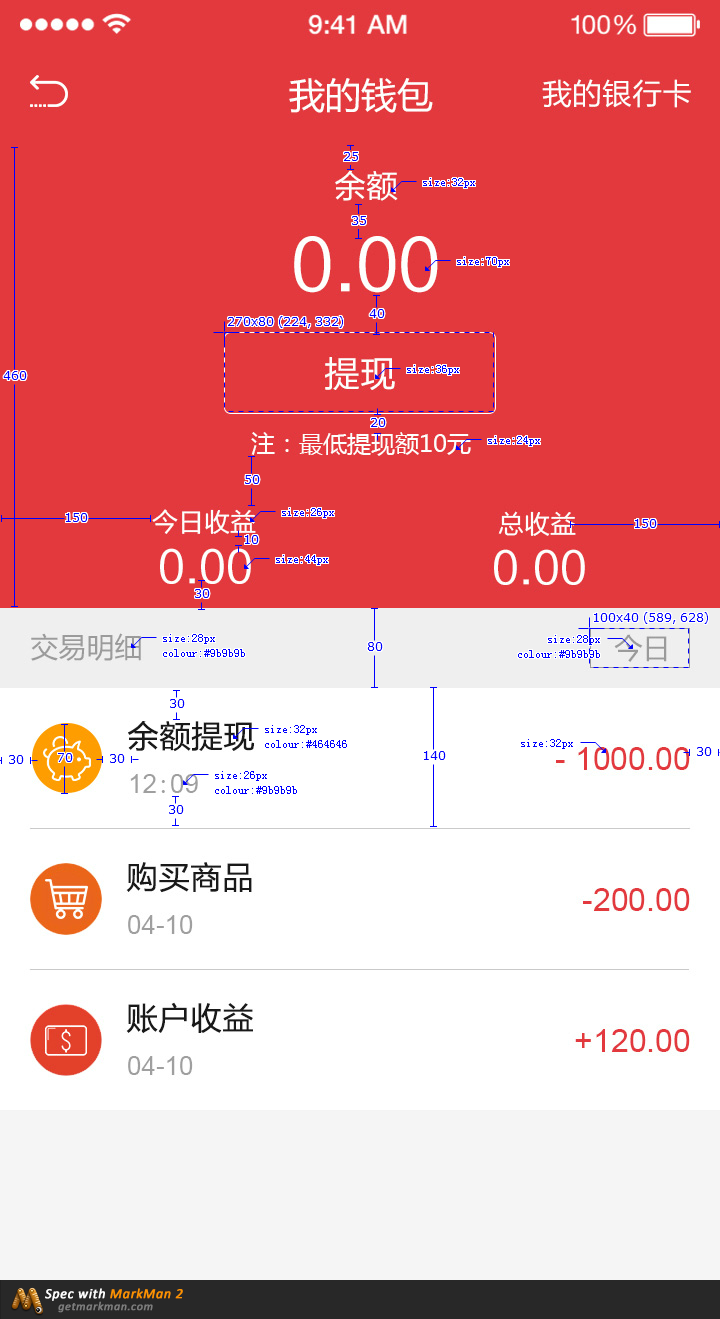 9:41 AM 100%
我的钱包 我的银行卡
25
余额 size:32px
35
0.00 size:70px
40
270x80 (224, 332)
460
提现 size:36px
20
注：最低提现额10元 size:24px
50
150 今日收益 size:26px 总收益 150
10
0.00 size:44px 0.00
30
100x40 (589, 628)
交易明细 size:28px colour:#9b9b9b 80 size:28px colour:#9b9b9b 今日
30
余额提现 size:32px colour:#464646
30 70 30 140 size:32px - 1000.00 30
12:09 size:26px colour:#9b9b9b
30
购买商品
-200.00
04-10
账户收益
+120.00
04-10
Spec with MarkMan 2
getmarkman.com